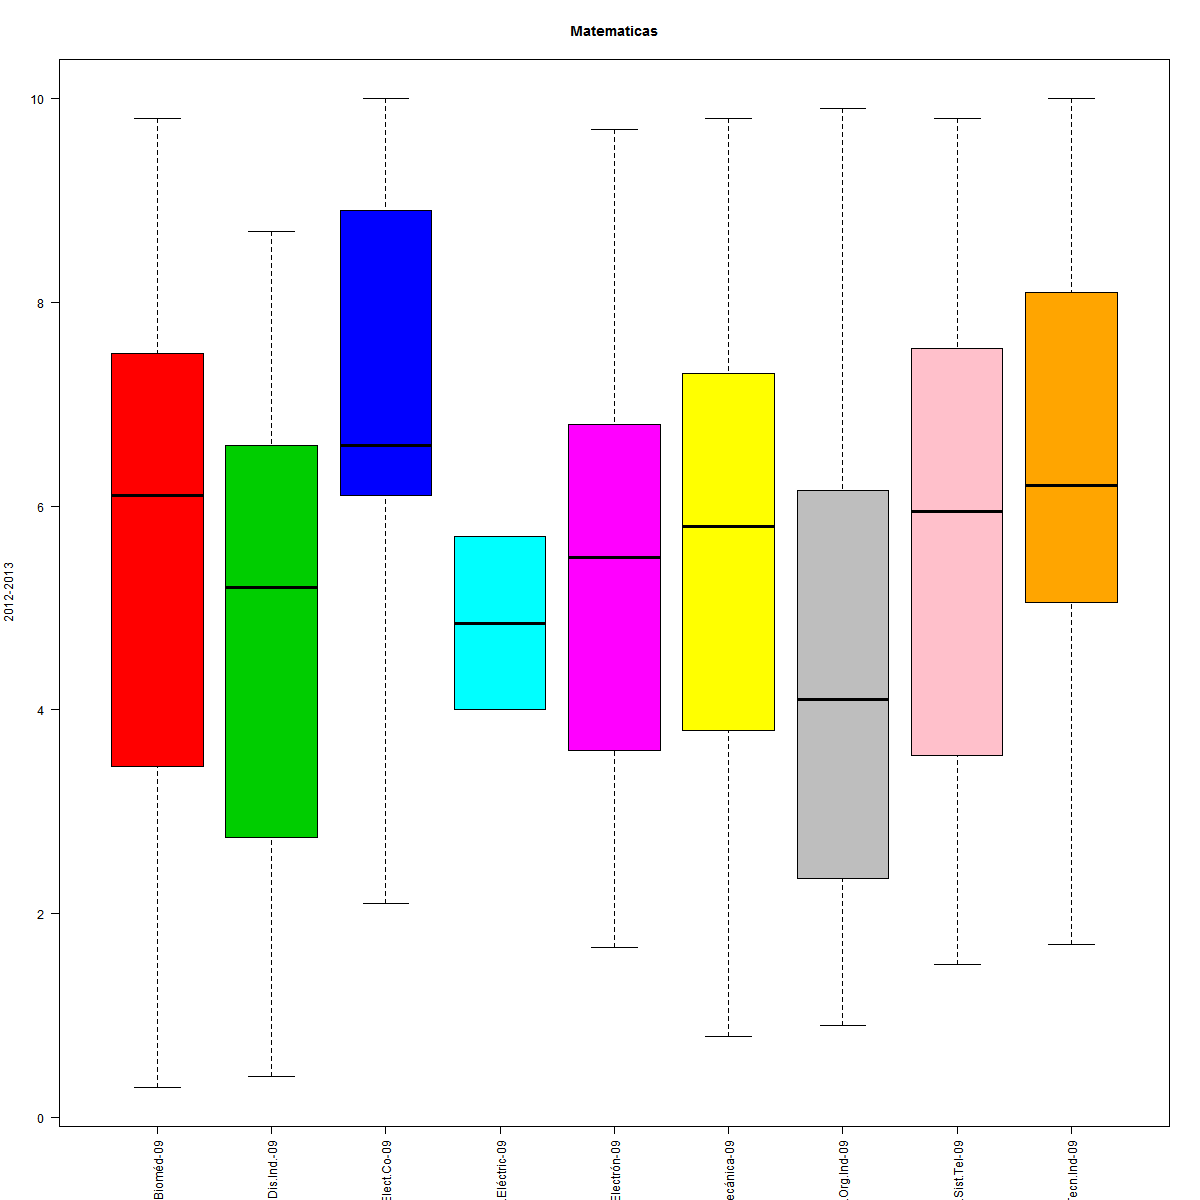 Matematicas
10
8
6
4
2
0
2012-2013
Bioméd-09
Dis.Ind.-09
Elect.Co-09
.Eléctric-09
Electrón-09
ecánica-09
.Org.Ind-09
.Sist.Tel-09
ecn.Ind-09